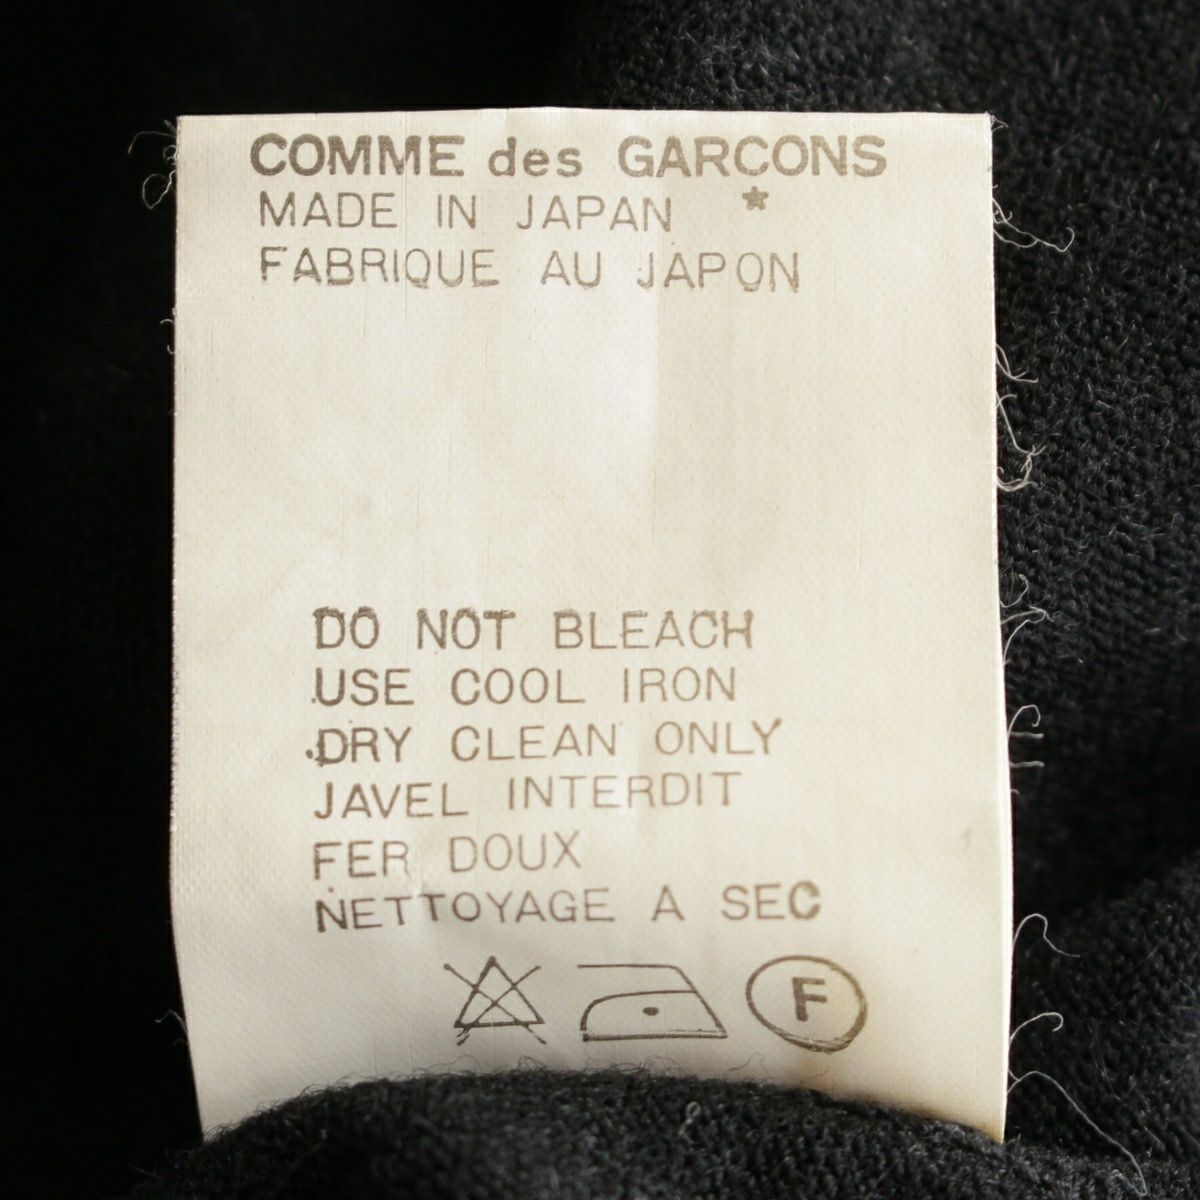 COMME des GARCONS
MADE IN JAPAN ★
FABRIQUE AU JAPON
DO NOT BLEACH
USE COOL IRON
DRY CLEAN ONLY
JAVEL INTERDIT
FER DOUX
NETTOYAGE A SEC
F